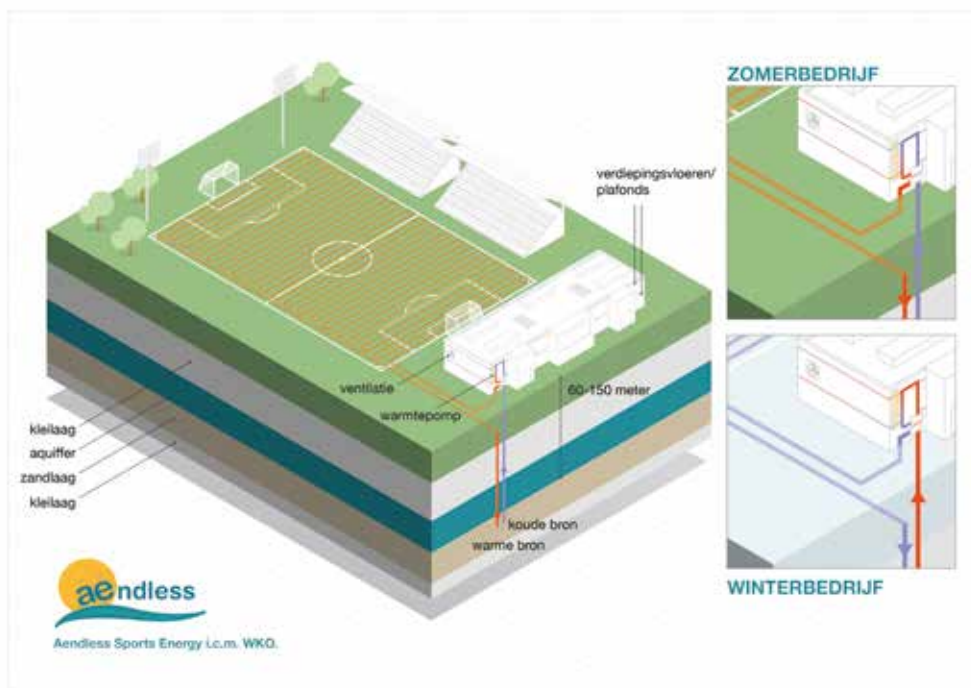 ZOMERBEDRIJF
verdiepingsvloeren/
plafonds
ventilatie
warmtepomp
60-150 meter
kleilaag
aquiffer
zandlaag
kleilaag
koude bron
warme bron
WINTERBEDRIJF
aendless
Aendless Sports Energy i.c.m. WKO.